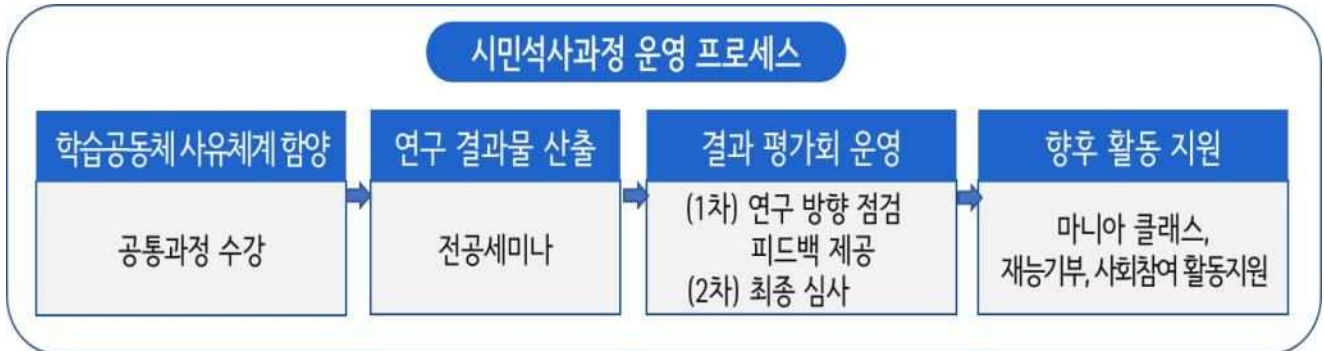 시민석사과정 운영 프로세스
학습공동체 사유체계 함양
공통과정 수강
연구 결과물 산출
전공세미나
결과 평가회 운영
(1차) 연구 방향 점검
피드백 제공
(2차) 최종 심사
향후 활동 지원
마니아 클래스,
재능기부, 사회참여 활동지원